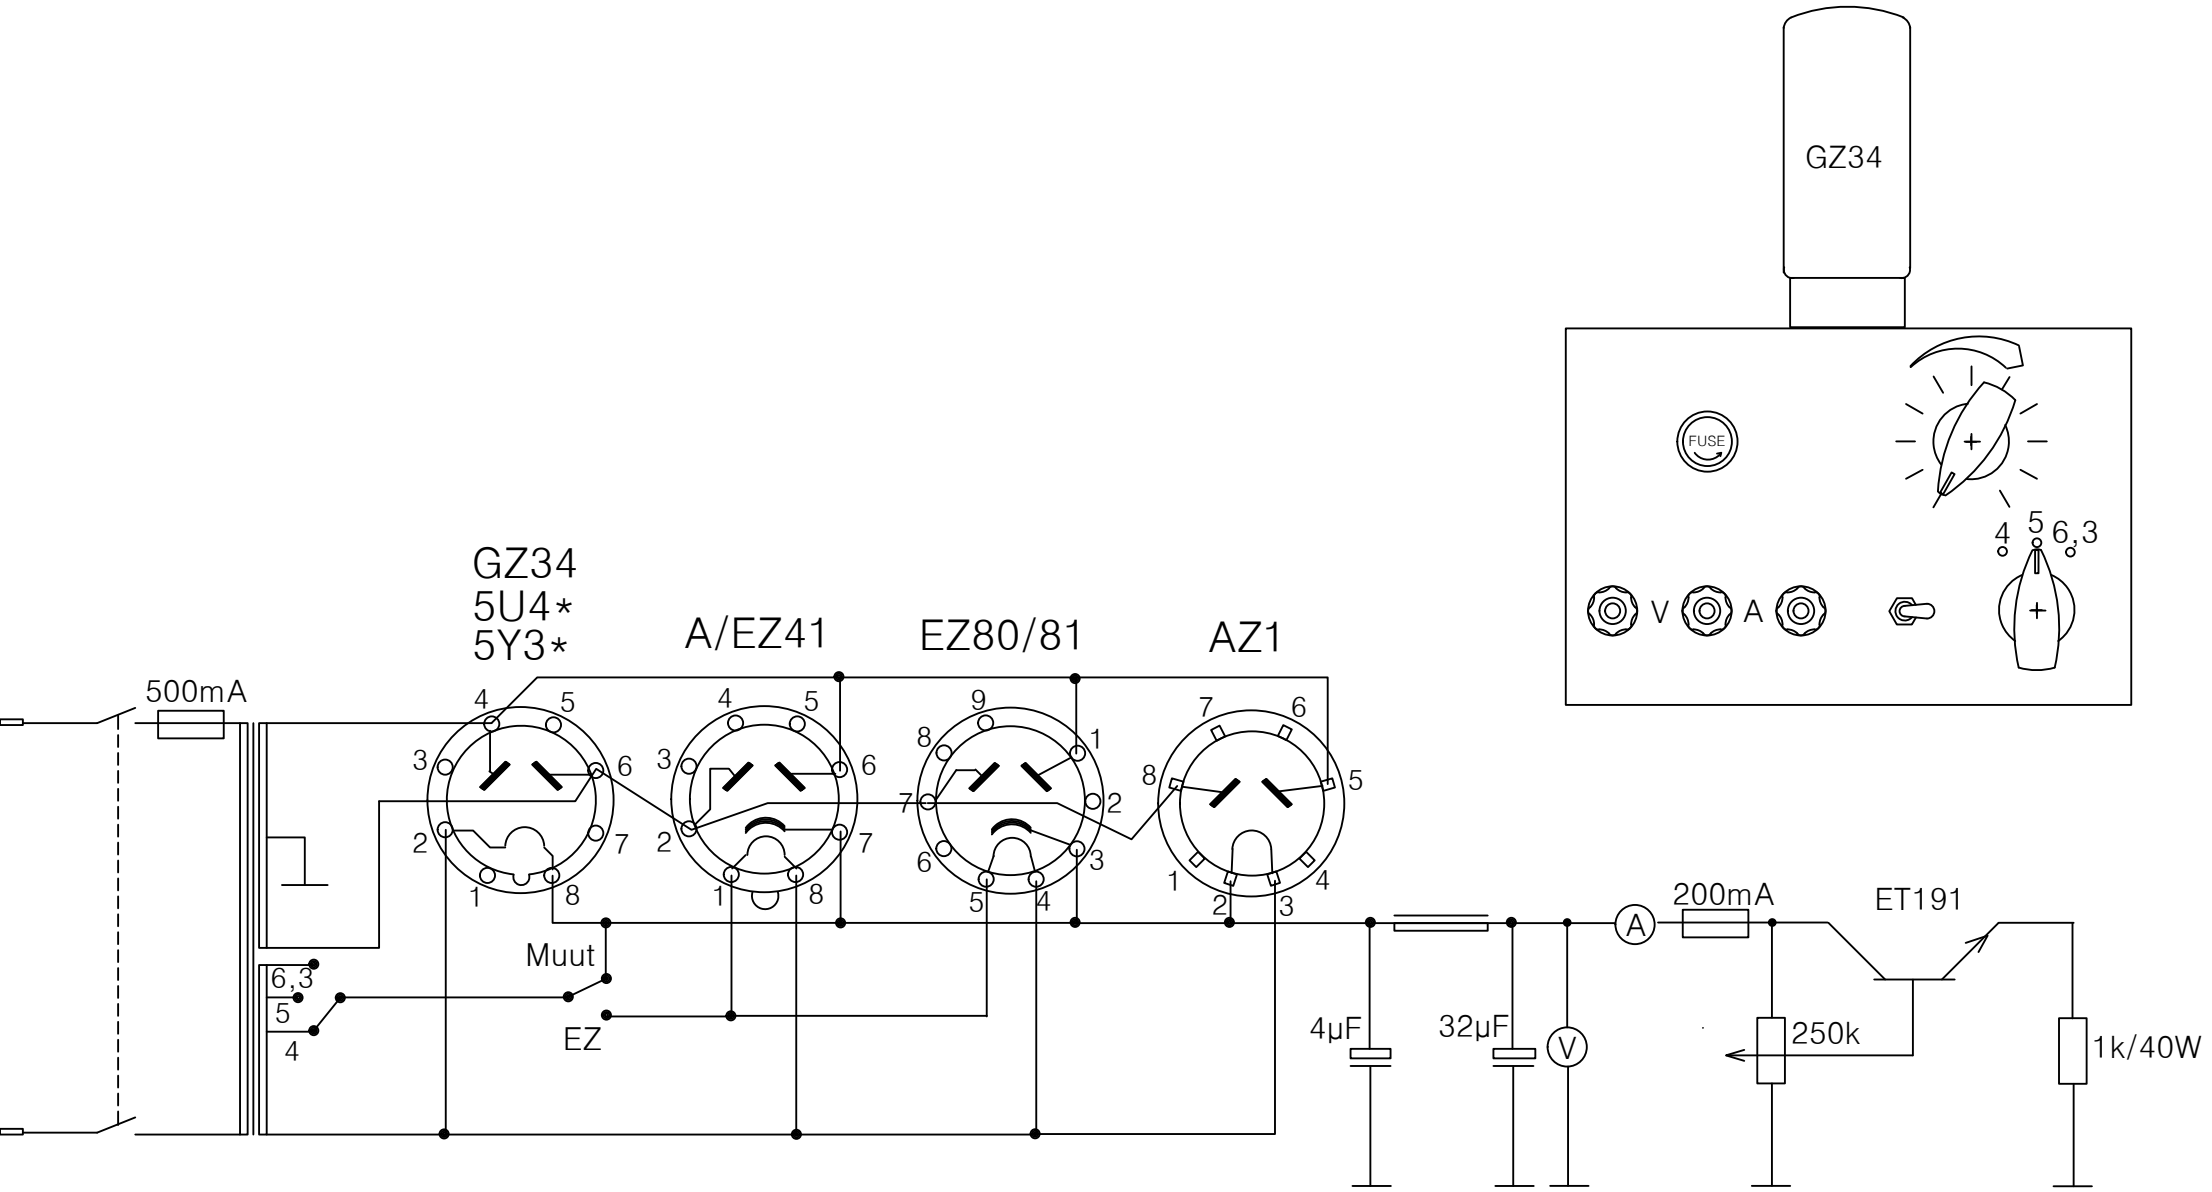 GZ34
FUSE
4 5 6,3
V A
GZ34
5U4*
5Y3*
A/EZ41
EZ80/81
AZ1
500mA
4 5
3 6
2 7
1 8
4 5
3 6
2 7
1 8
9
8 1
7 2
6 3
5 4
7 6
8 5
1 4
2 3
6,3
5
4
Muut
EZ
4µF
32µF
V
A
200mA
ET191
250k
1k/40W